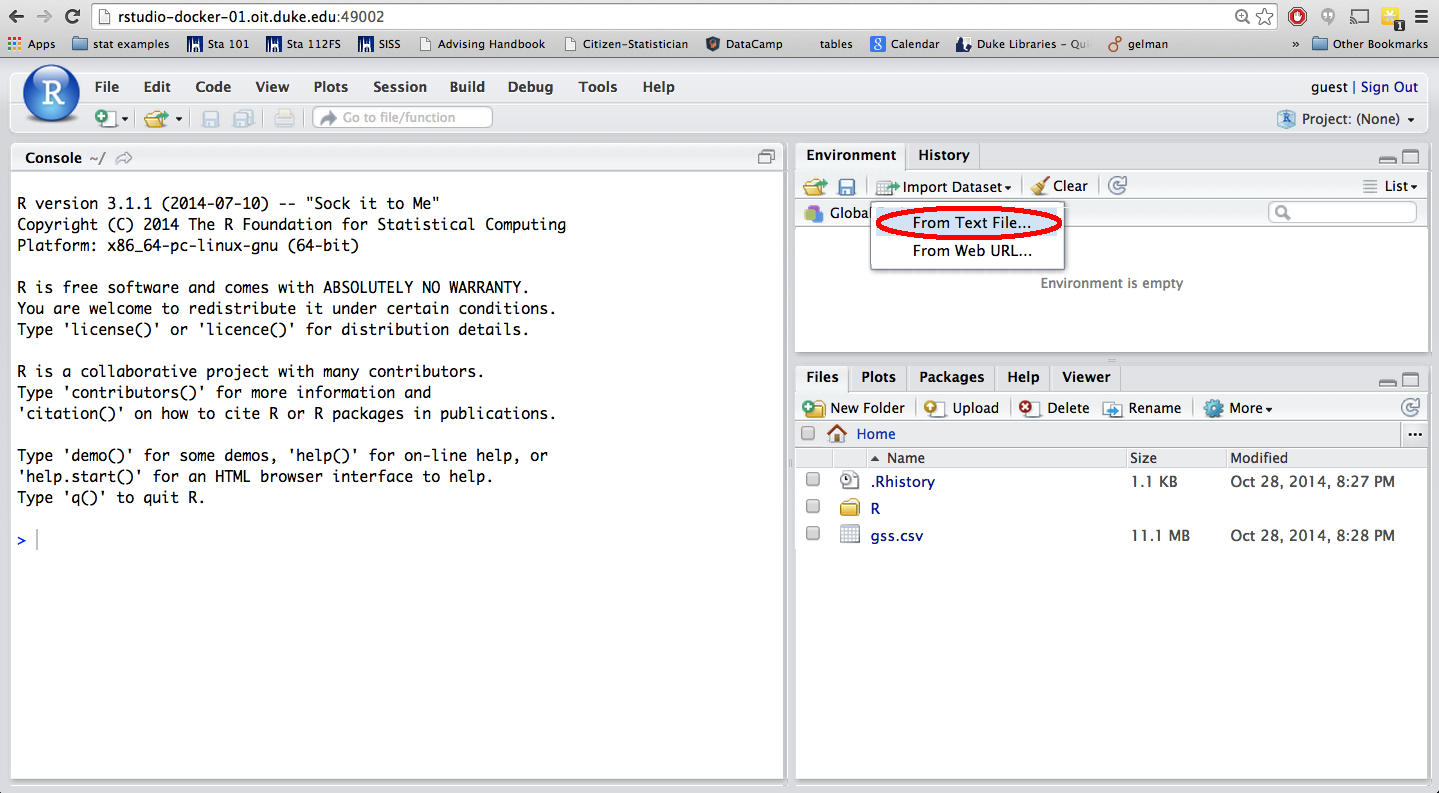 rstudio-docker-01.oit.duke.edu:49002
1
Apps stat examples Sta 101 Sta 112FS SISS Advising Handbook Citizen-Statistician DataCamp tables 8 Calendar Duke Libraries – Qui gelman » Other Bookmarks
R
File Edit Code View Plots Session Build Debug Tools Help
guest | Sign Out
Go to file/function
R Project: (None)
Console ~/
R version 3.1.1 (2014-07-10) -- "Sock it to Me"
Copyright (C) 2014 The R Foundation for Statistical Computing
Platform: x86_64-pc-linux-gnu (64-bit)
R is free software and comes with ABSOLUTELY NO WARRANTY.
You are welcome to redistribute it under certain conditions.
Type 'license()' or 'licence()' for distribution details.
R is a collaborative project with many contributors.
Type 'contributors()' for more information and
'citation()' on how to cite R or R packages in publications.
Type 'demo()' for some demos, 'help()' for on-line help, or
'help.start()' for an HTML browser interface to help.
Type 'q()' to quit R.
>
Environment History
Import Dataset Clear List
Global
From Text File...
From Web URL...
Environment is empty
Files Plots Packages Help Viewer
New Folder Upload Delete Rename More
Home ...
Name Size Modified
.Rhistory 1.1 KB Oct 28, 2014, 8:27 PM
R
gss.csv 11.1 MB Oct 28, 2014, 8:28 PM